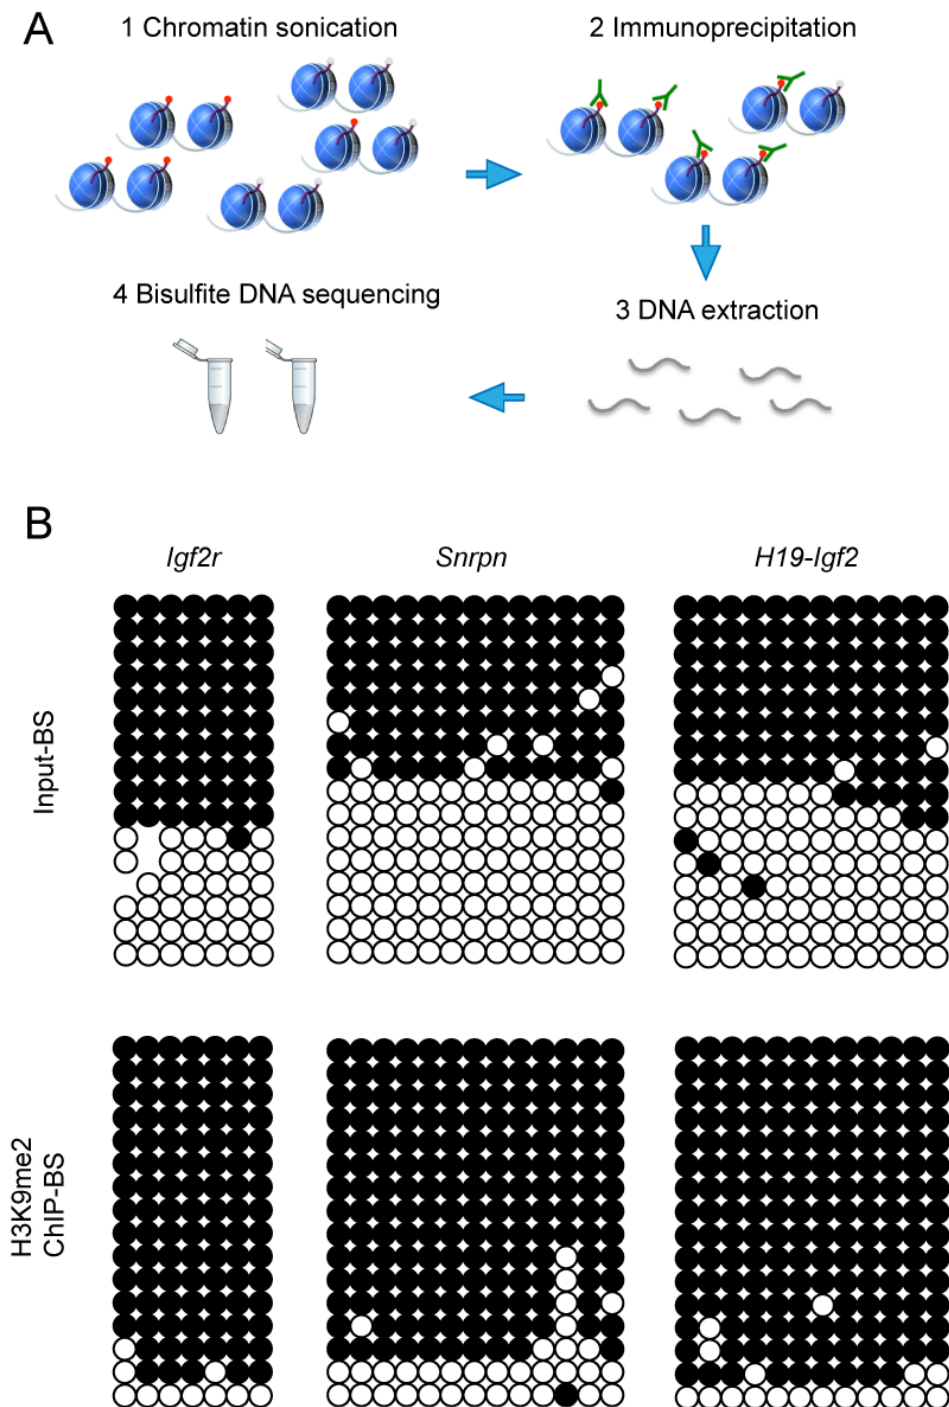 A
1 Chromatin sonication
2 Immunoprecipitation
4 Bisulfite DNA sequencing
3 DNA extraction
B
Igf2r
Snrpn
H19-Igf2
Input-BS
H3K9me2
ChIP-BS